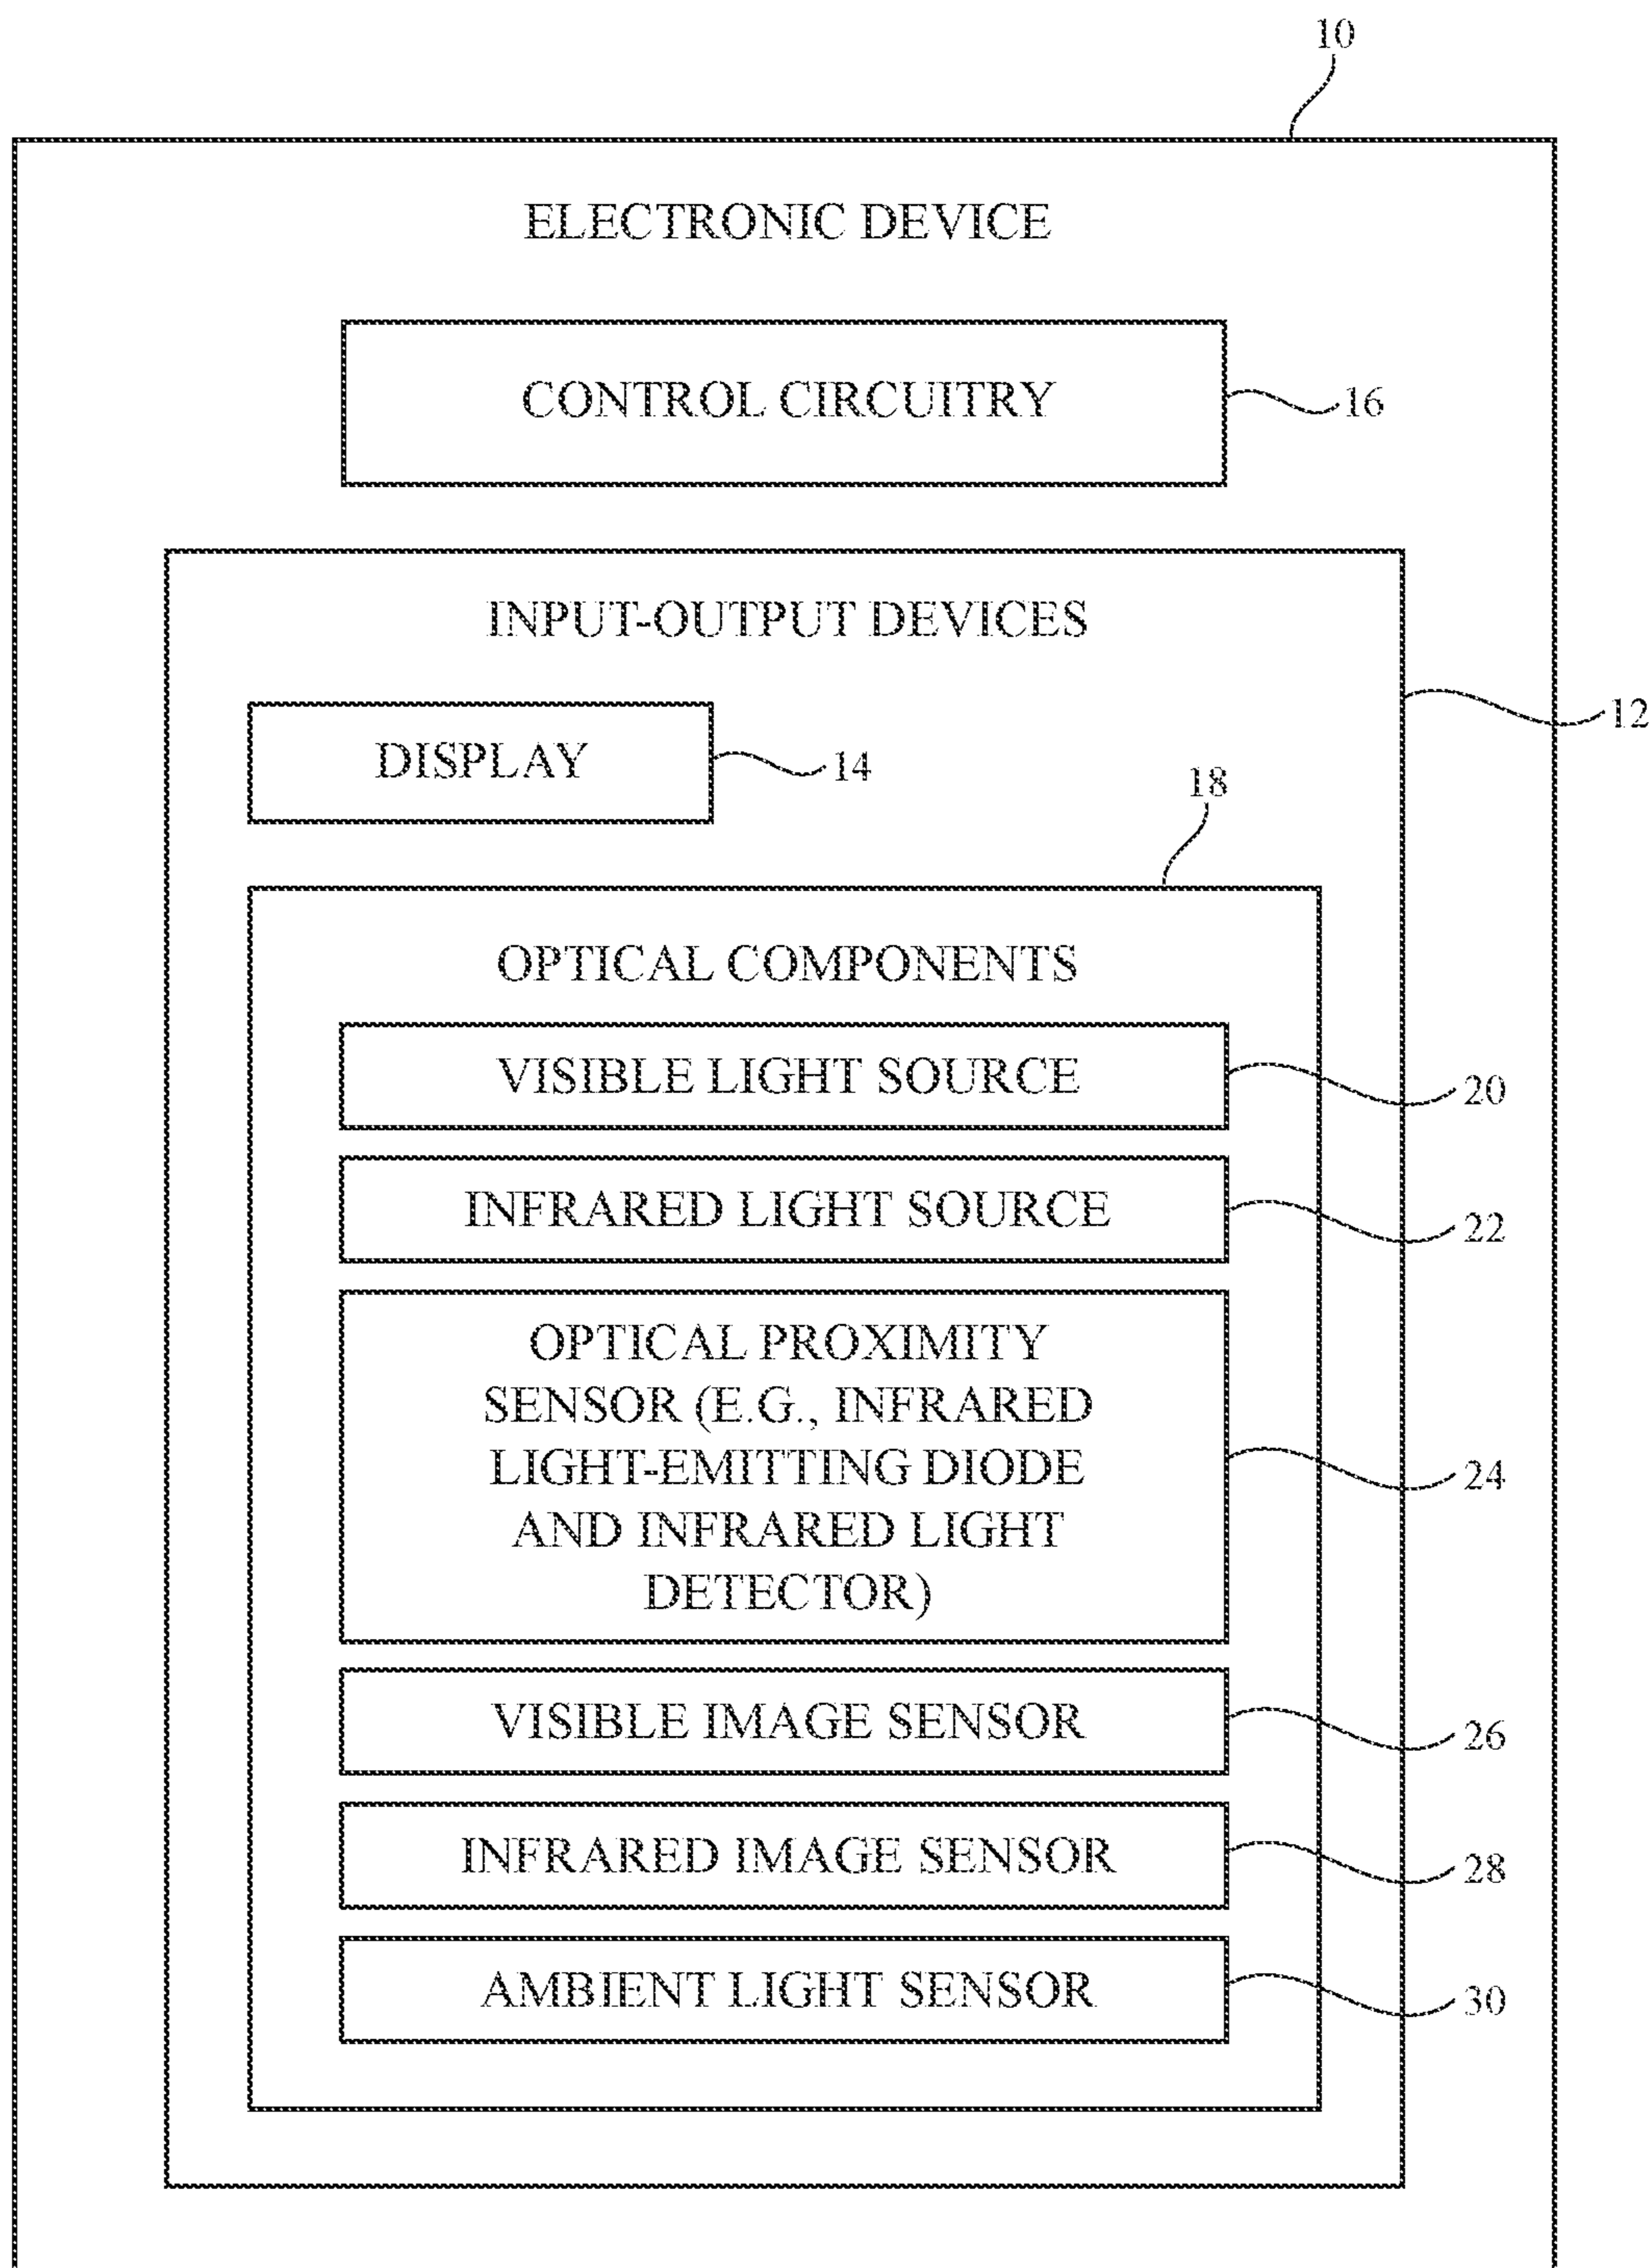 10
ELECTRONIC DEVICE
CONTROL CIRCUITRY
16
INPUT-OUTPUT DEVICES
12
DISPLAY
14
18
OPTICAL COMPONENTS
VISIBLE LIGHT SOURCE
20
INFRARED LIGHT SOURCE
22
OPTICAL PROXIMITY
SENSOR (E.G., INFRARED
LIGHT-EMITTING DIODE
AND INFRARED LIGHT
DETECTOR)
24
VISIBLE IMAGE SENSOR
26
INFRARED IMAGE SENSOR
28
AMBIENT LIGHT SENSOR
30